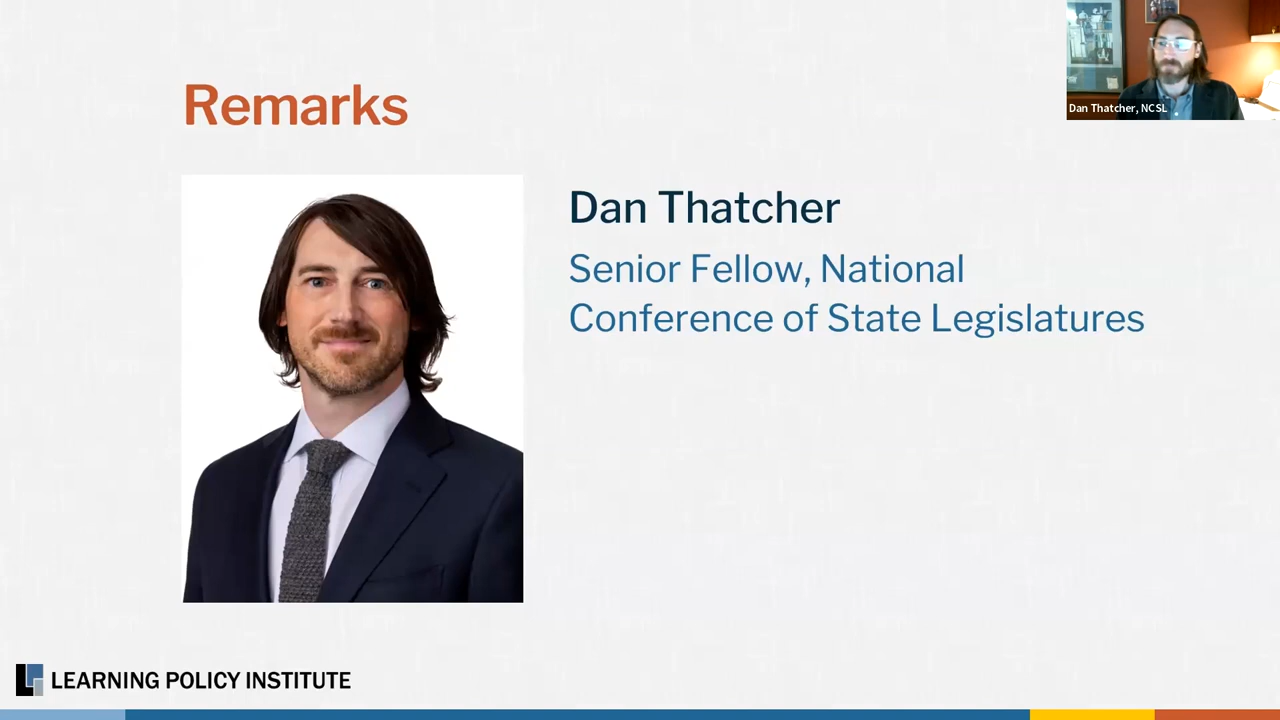 Remarks
Dan Thatcher, NCSL
Dan Thatcher
Senior Fellow, National
Conference of State Legislatures
LEARNING POLICY INSTITUTE